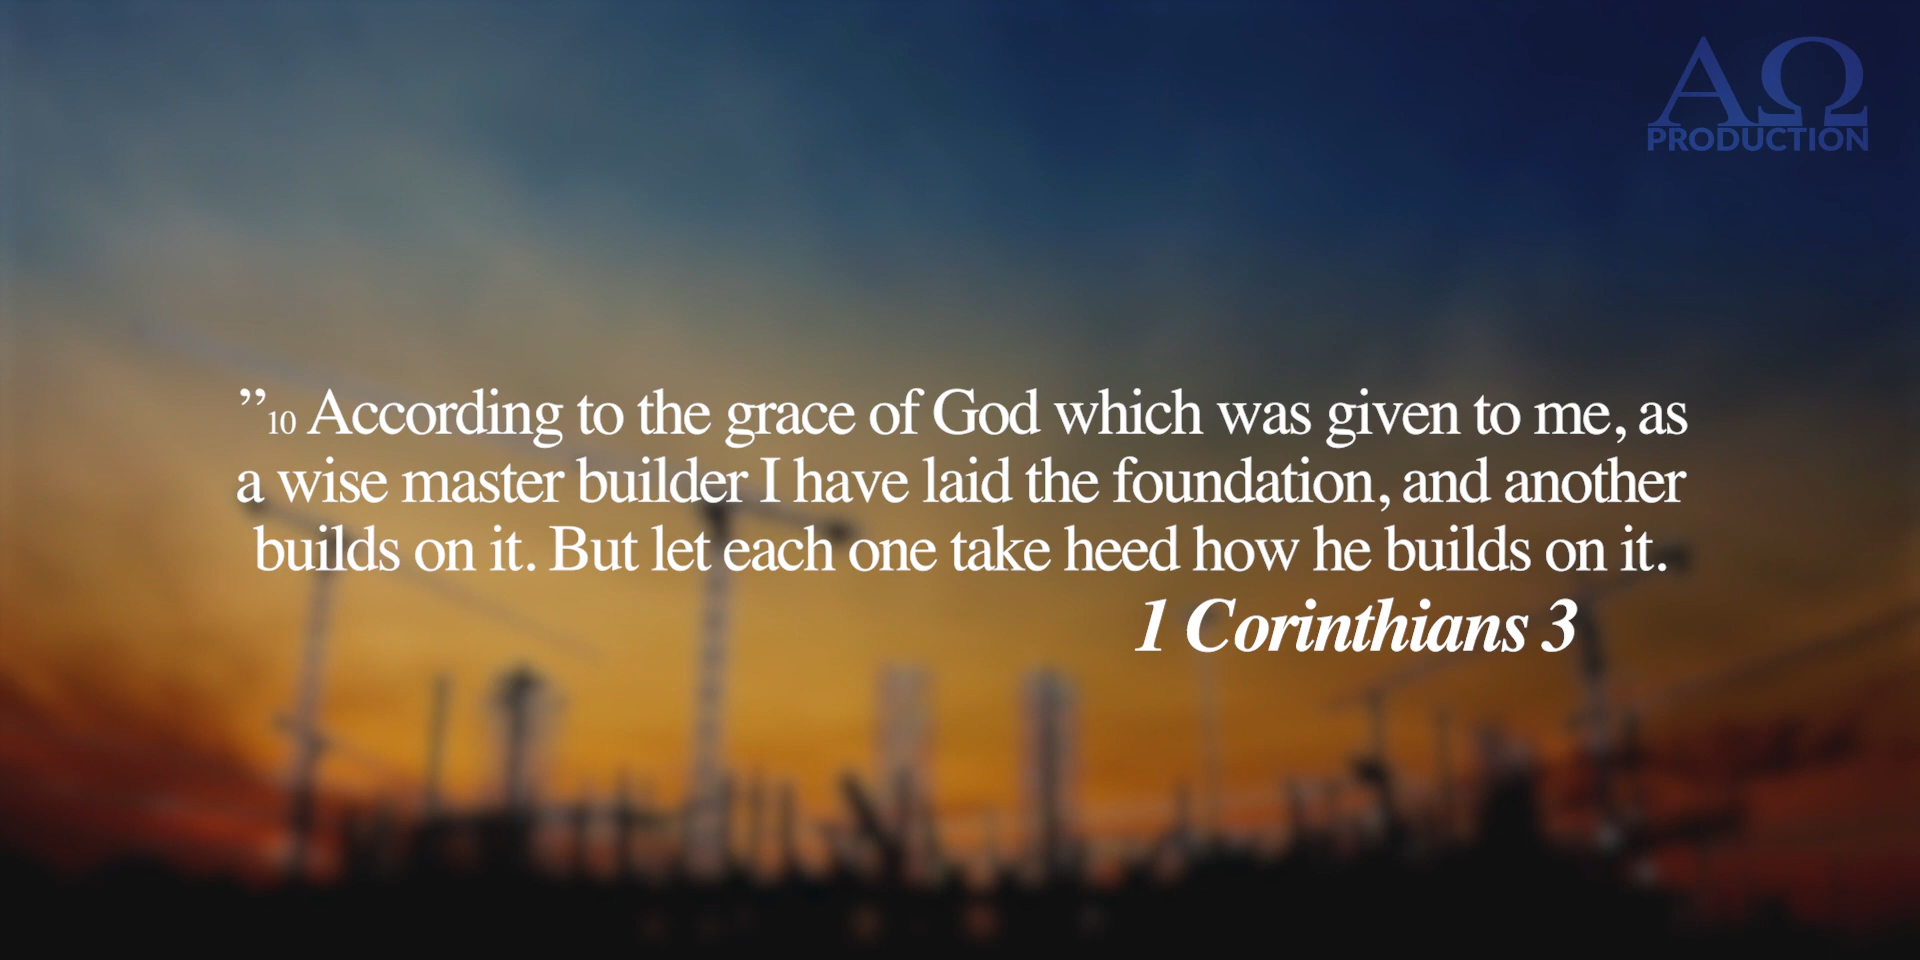 ΑΩ
PRODUCTION
”10 According to the grace of God which was given to me, as
a wise master builder I have laid the foundation, and another
builds on it. But let each one take heed how he builds on it.
1 Corinthians 3